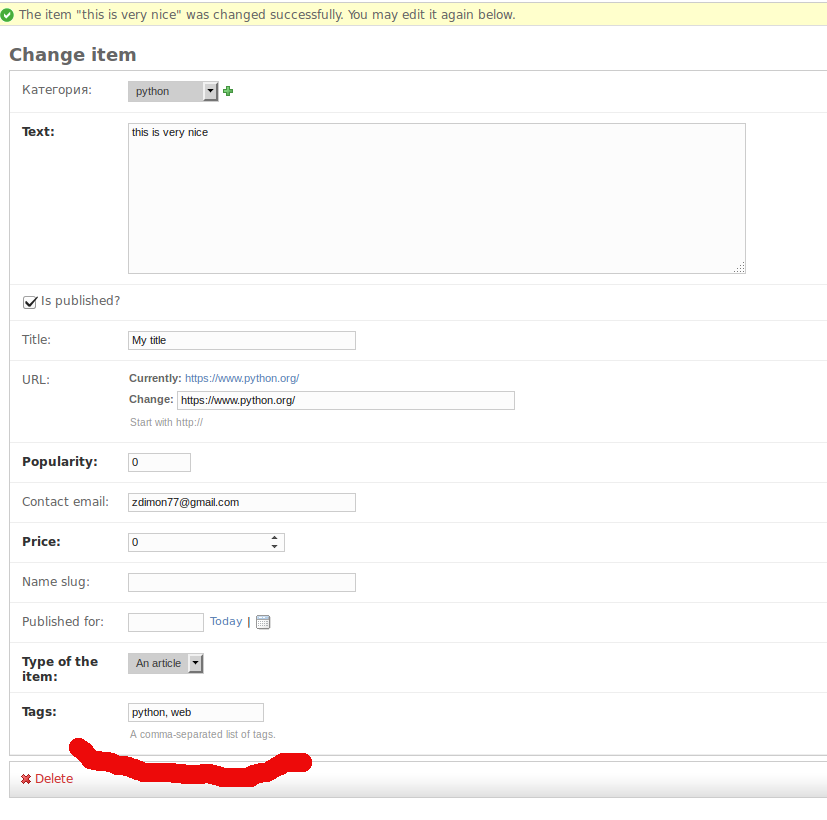 The item "this is very nice" was changed successfully. You may edit it again below.
Change item
Категория: python
Text: this is very nice
Is published?
Title: My title
URL: Currently: https://www.python.org/
Change: https://www.python.org/
Start with http://
Popularity: 0
Contact email: zdimon77@gmail.com
Price: 0
Name slug:
Published for: Today |
Type of the item: An article
Tags: python, web
A comma-separated list of tags.
Delete